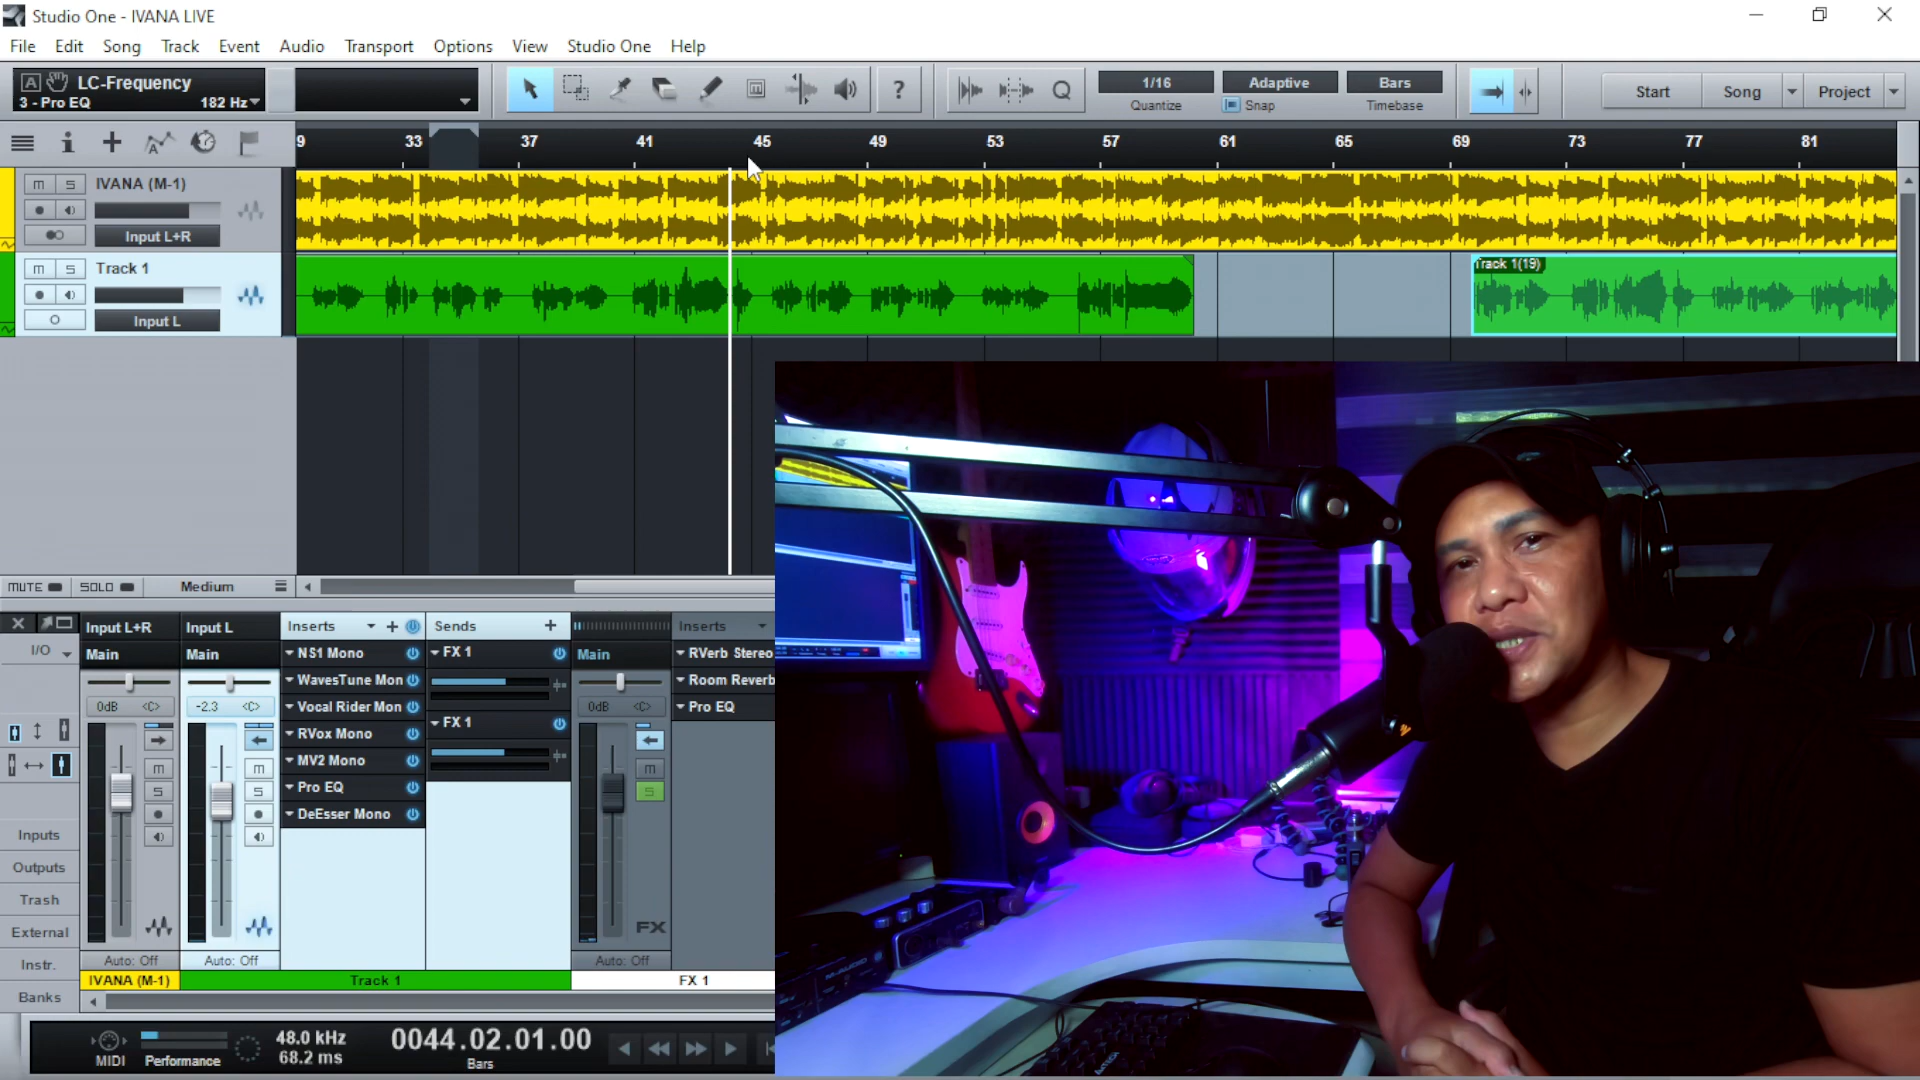 Studio One - IVANA LIVE
File Edit Song Track Event Audio Transport Options View Studio One Help
A LC-Frequency
3 - Pro EQ 182 Hz
? Q
1/16 Adaptive Bars
Quantize Snap Timebase
Start Song Project
9 33 37 41 45 49 53 57 61 65 69 73 77 81
M S IVANA (M-1)
Input L+R
M S Track 1
Input L
Track 1(19)
MUTE SOLO Medium
Input L+R Input L Inserts Sends Inserts
I/O Main Main NS1 Mono FX 1 Main RVerb Stereo
WavesTune Mon Room Reverb
0dB <C> -2.3 <C> Vocal Rider Mon FX 1 0dB <C> Pro EQ
RVox Mono
M M MV2 Mono M
S S Pro EQ S
DeEsser Mono
Inputs
Outputs
Trash
External FX
Instr. Auto: Off Auto: Off Auto: Off
IVANA (M-1) Track 1 FX 1
Banks
MIDI Performance 48.0 kHz
68.2 ms
0044.02.01.00
Bars
M-AUDIO
A4TECH